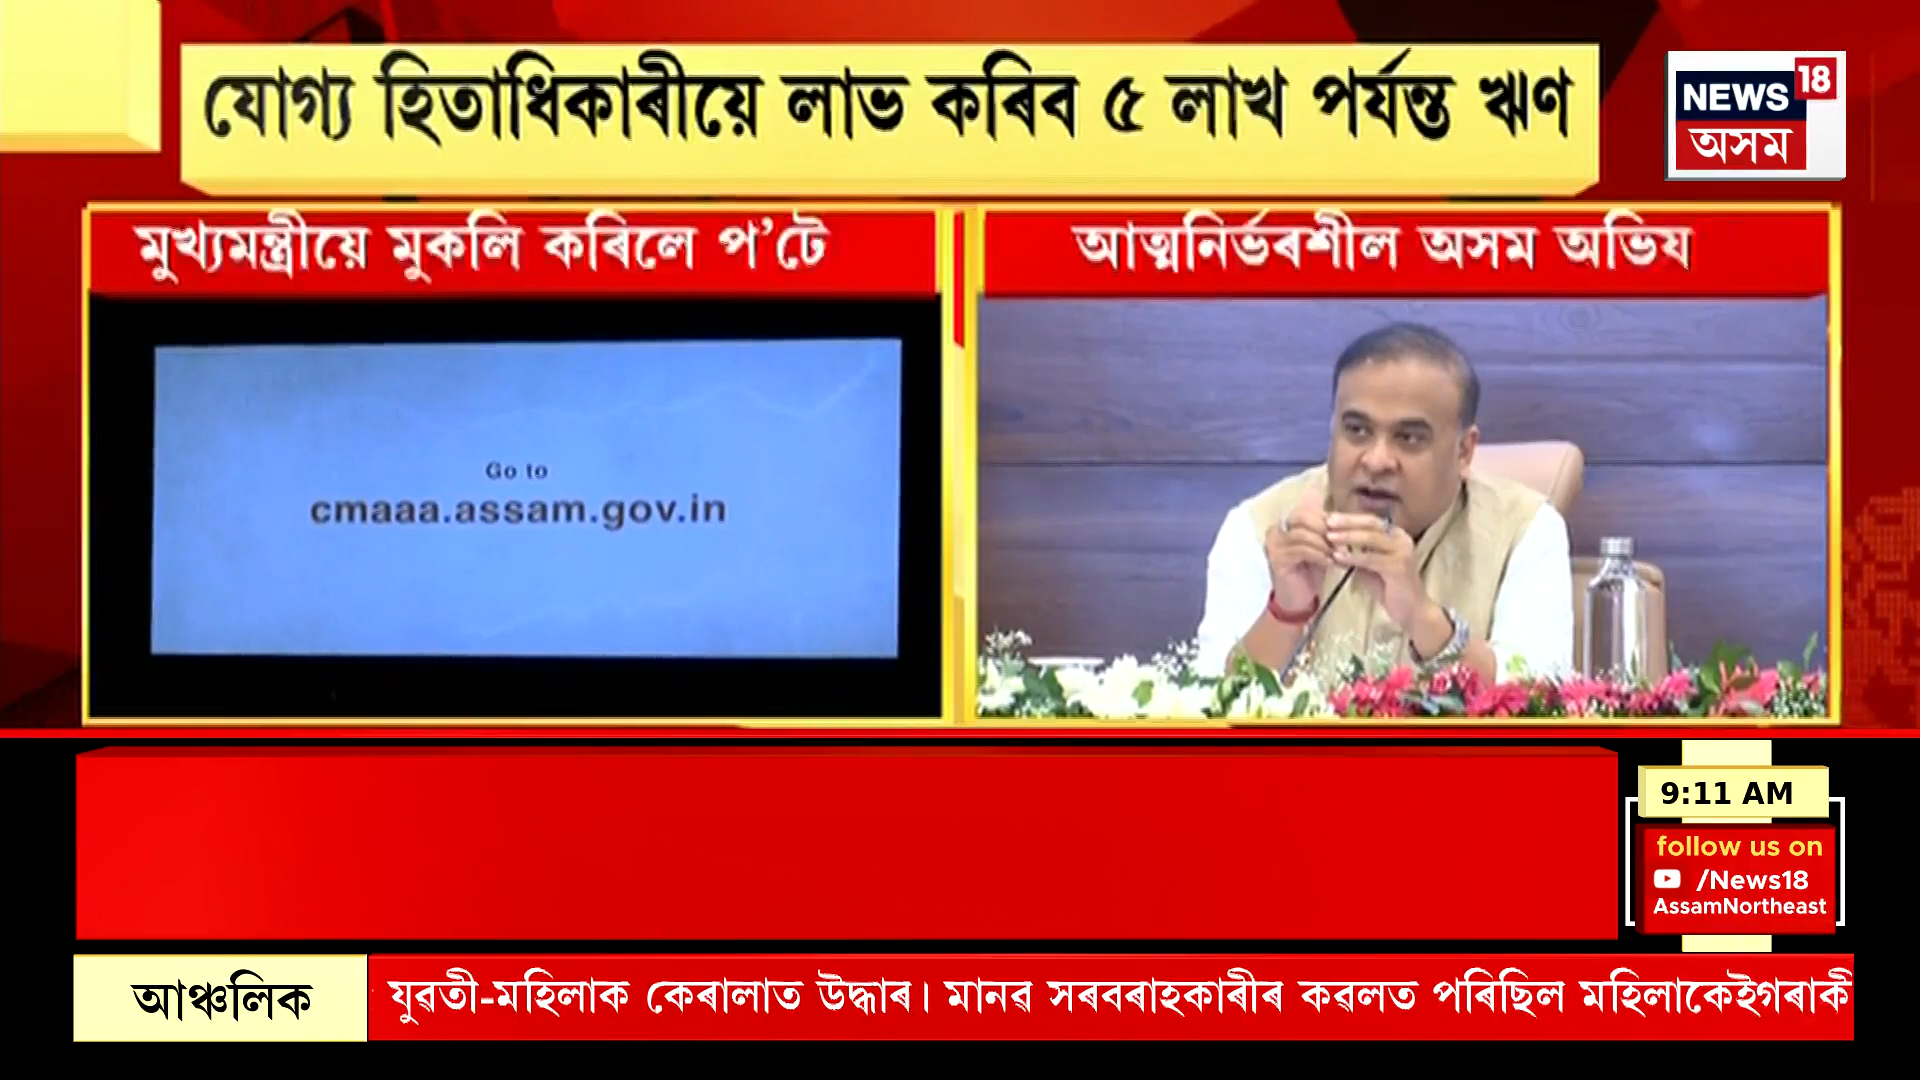 যোগ্য হিতাধিকাৰীয়ে লাভ কৰিব ৫ লাখ পৰ্যন্ত ঋণ
NEWS 18
অসম
মুখ্যমন্ত্ৰীয়ে মুকলি কৰিলে প'ৰ্টে
আত্মনিৰ্ভৰশীল অসম অভিয
Go to
cmaaa.assam.gov.in
9:11 AM
follow us on
/News18
AssamNortheast
আঞ্চলিক
যুৱতী-মহিলাক কেৰালাত উদ্ধাৰ। মানৱ সৰবৰাহকাৰীৰ কৱলত পৰিছিল মহিলাকেইগৰাকী